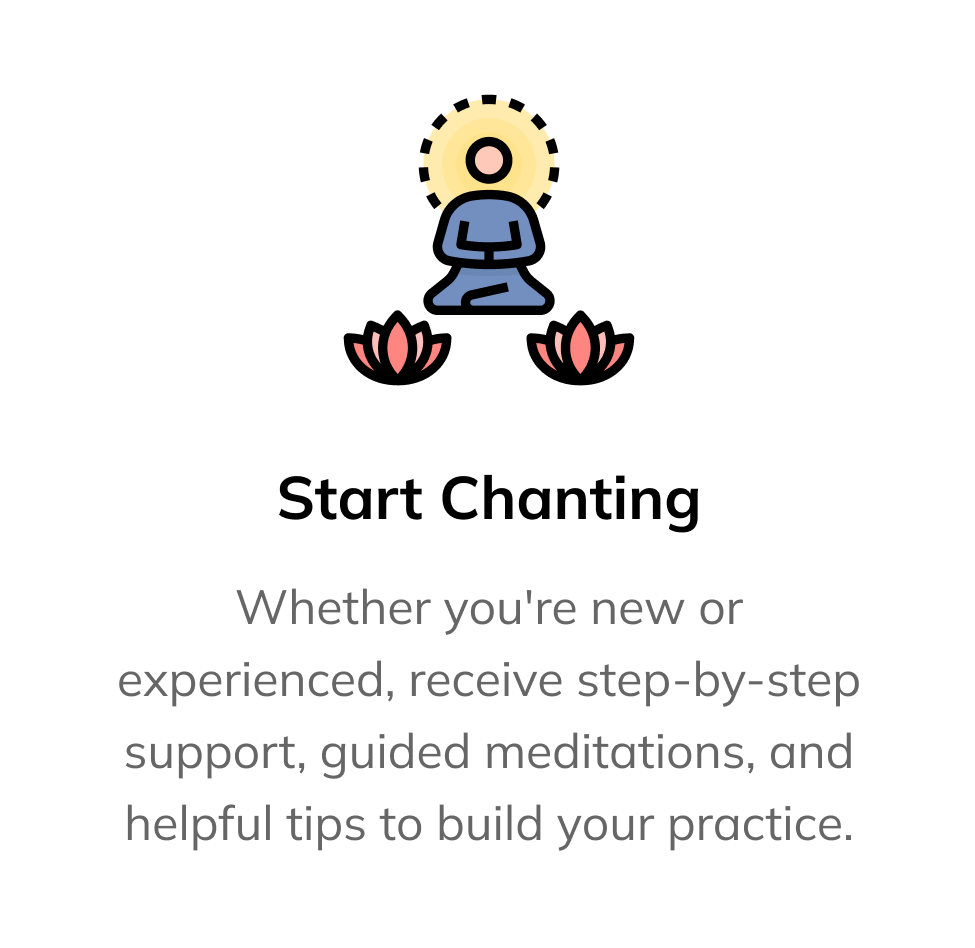 Start Chanting
Whether you're new or
experienced, receive step-by-step
support, guided meditations, and
helpful tips to build your practice.